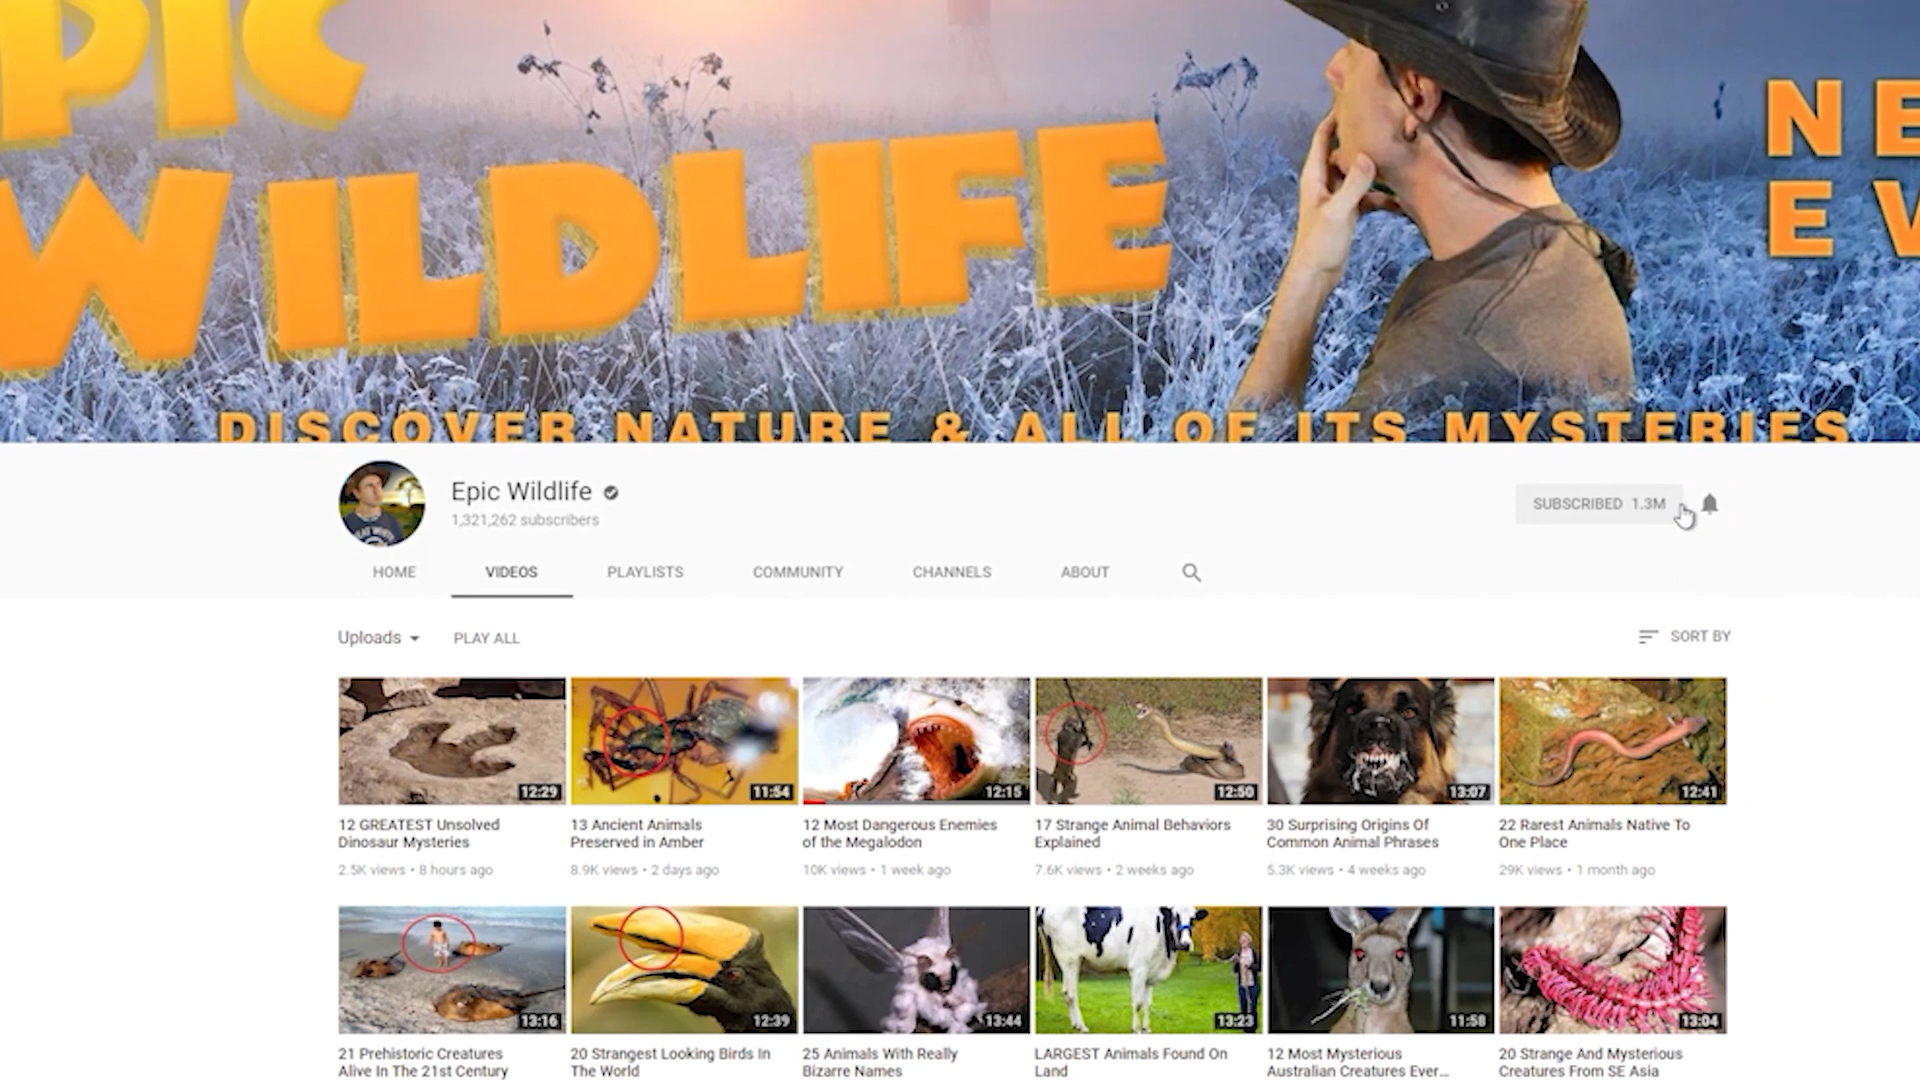 PIC
WILDLIFE
NE
EV
DISCOVER NATURE & ALL OF ITS MYSTERIES
Epic Wildlife
1,321,262 subscribers
SUBSCRIBED 1.3M
HOME VIDEOS PLAYLISTS COMMUNITY CHANNELS ABOUT
Uploads PLAY ALL SORT BY
12:29 11:54 12:15 12:50 13:07 12:41
12 GREATEST Unsolved
Dinosaur Mysteries
2.5K views • 8 hours ago
13 Ancient Animals
Preserved in Amber
8.9K views • 2 days ago
12 Most Dangerous Enemies
of the Megalodon
10K views • 1 week ago
17 Strange Animal Behaviors
Explained
7.6K views • 2 weeks ago
30 Surprising Origins Of
Common Animal Phrases
5.3K views • 4 weeks ago
22 Rarest Animals Native To
One Place
29K views • 1 month ago
13:16 12:39 13:44 13:23 11:58 13:04
21 Prehistoric Creatures
Alive In The 21st Century
20 Strangest Looking Birds In
The World
25 Animals With Really
Bizarre Names
LARGEST Animals Found On
Land
12 Most Mysterious
Australian Creatures Ever...
20 Strange And Mysterious
Creatures From SE Asia